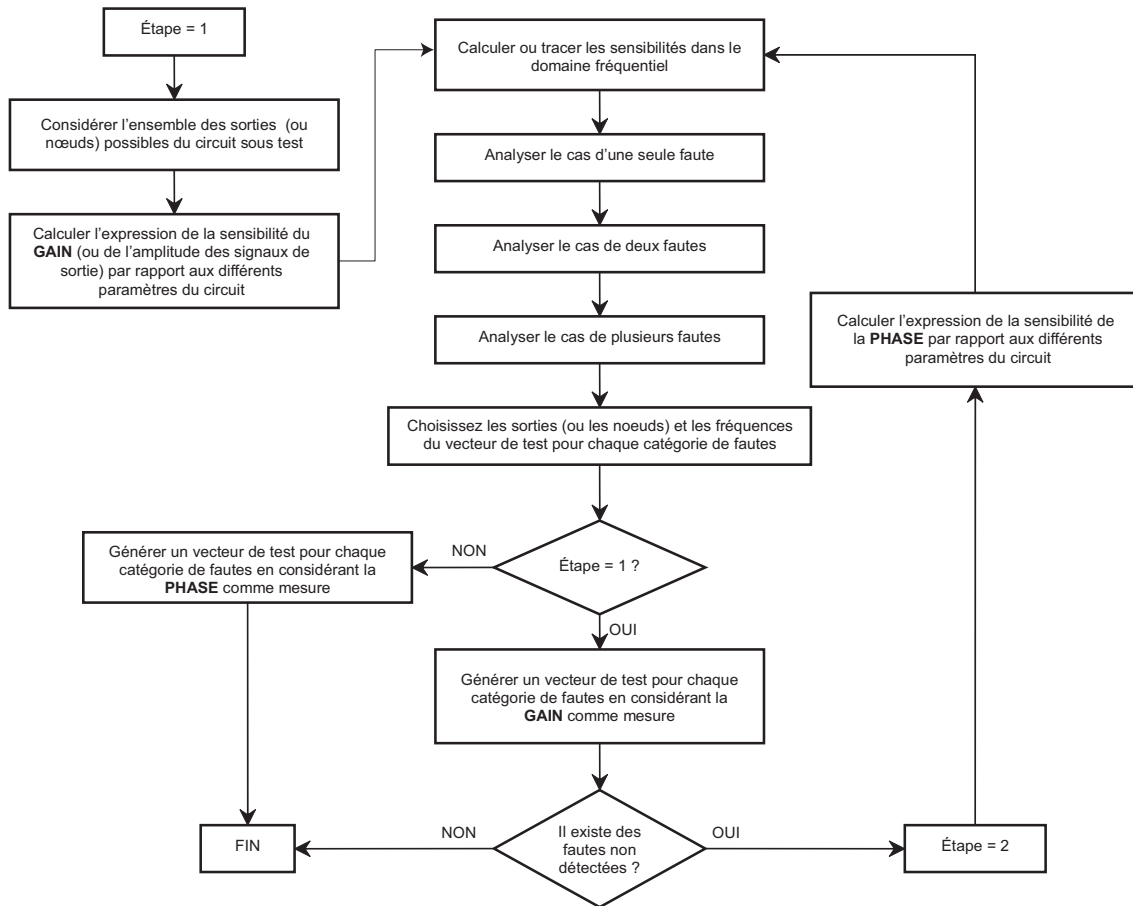 Étape = 1
Considérer l'ensemble des sorties (ou
nœuds) possibles du circuit sous test
Calculer l'expression de la sensibilité du
GAIN (ou de l'amplitude des signaux de
sortie) par rapport aux différents
paramètres du circuit
Calculer ou tracer les sensibilités dans le
domaine fréquentiel
Analyser le cas d'une seule faute
Analyser le cas de deux fautes
Analyser le cas de plusieurs fautes
Choisissez les sorties (ou les noeuds) et les fréquences
du vecteur de test pour chaque catégorie de fautes
Étape = 1 ?
NON
Générer un vecteur de test pour chaque
catégorie de fautes en considérant la
PHASE comme mesure
OUI
Générer un vecteur de test pour chaque
catégorie de fautes en considérant la
GAIN comme mesure
Il existe des
fautes non
détectées ?
NON
FIN
OUI
Étape = 2
Calculer l'expression de la sensibilité de
la PHASE par rapport aux différents
paramètres du circuit